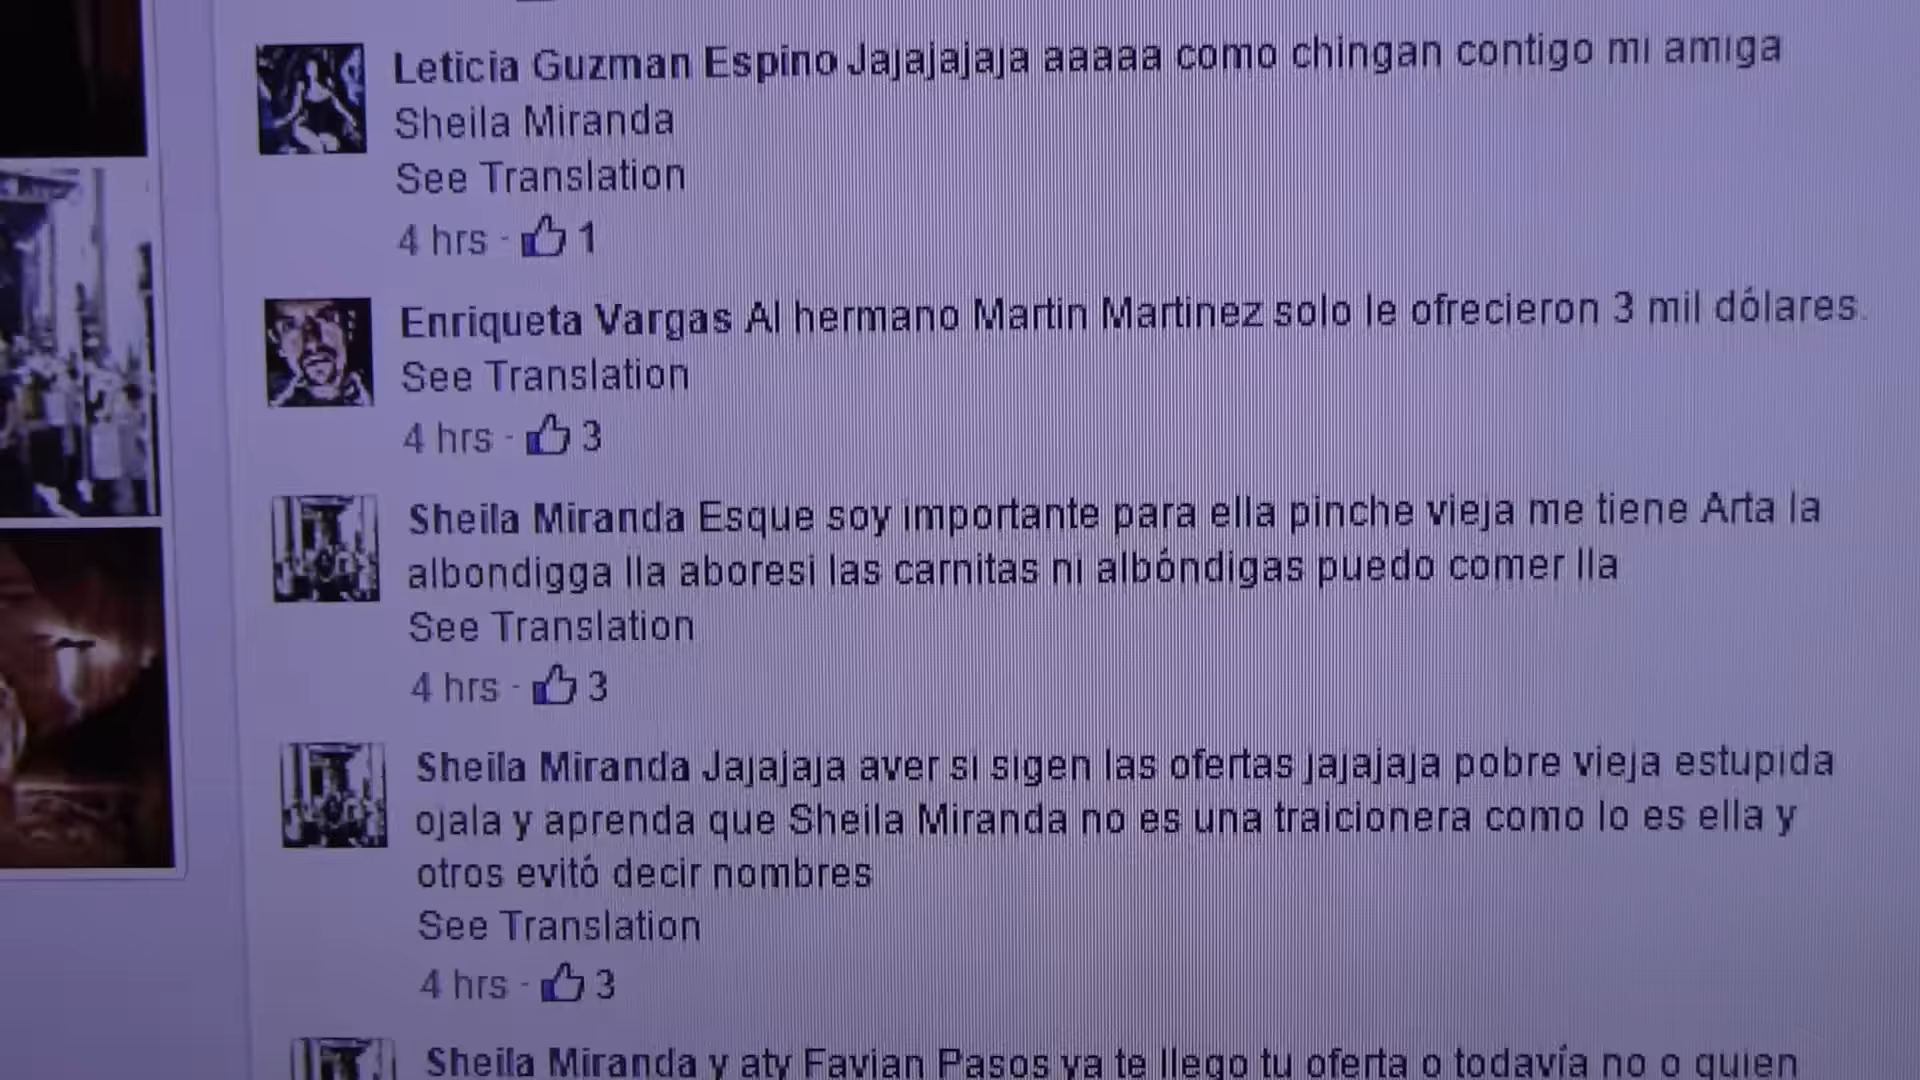 Leticia Guzman Espino Jajajajaja aaaaa como chingan contigo mi amiga
Sheila Miranda
See Translation
4 hrs · 1
Enriqueta Vargas Al hermano Martin Martinez solo le ofrecieron 3 mil dólares.
See Translation
4 hrs · 3
Sheila Miranda Esque soy importante para ella pinche vieja me tiene Arta la
albondigga lla aboresi las carnitas ni albóndigas puedo comer lla
See Translation
4 hrs · 3
Sheila Miranda Jajajaja aver si sigen las ofertas jajajaja pobre vieja estupida
ojala y aprenda que Sheila Miranda no es una traicionera como lo es ella y
otros evitó decir nombres
See Translation
4 hrs · 3
Sheila Miranda y aty Favian Pasos ya te llego tu oferta o todavía no o quien